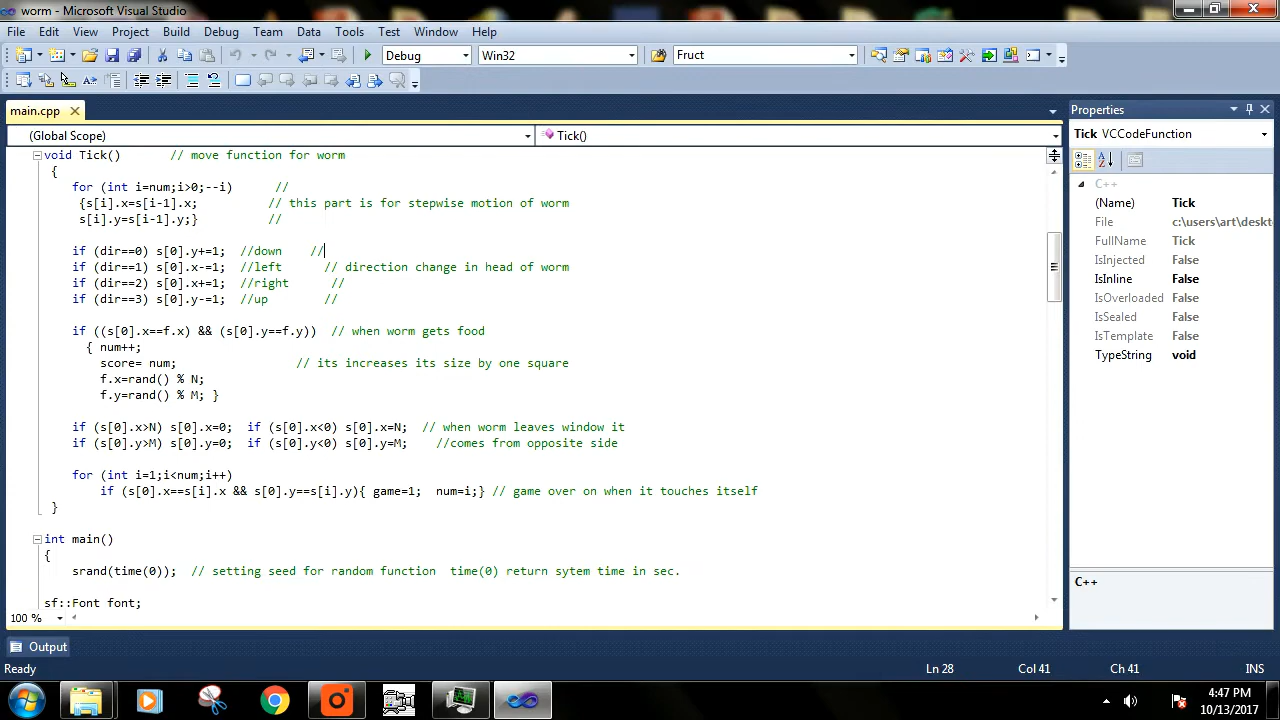 worm - Microsoft Visual Studio
File Edit View Project Build Debug Team Data Tools Test Window Help
Debug Win32 Fruct
main.cpp
(Global Scope) Tick()
void Tick() // move function for worm
{
for (int i=num;i>0;--i) //
{s[i].x=s[i-1].x; // this part is for stepwise motion of worm
s[i].y=s[i-1].y;} //
if (dir==0) s[0].y+=1; //down //
if (dir==1) s[0].x-=1; //left // direction change in head of worm
if (dir==2) s[0].x+=1; //right //
if (dir==3) s[0].y-=1; //up //
if ((s[0].x==f.x) && (s[0].y==f.y)) // when worm gets food
{ num++;
score= num; // its increases its size by one square
f.x=rand() % N;
f.y=rand() % M; }
if (s[0].x>N) s[0].x=0; if (s[0].x<0) s[0].x=N; // when worm leaves window it
if (s[0].y>M) s[0].y=0; if (s[0].y<0) s[0].y=M; //comes from opposite side
for (int i=1;i<num;i++)
if (s[0].x==s[i].x && s[0].y==s[i].y){ game=1; num=i;} // game over on when it touches itself
}
int main()
{
srand(time(0)); // setting seed for random function time(0) return sytem time in sec.
sf::Font font;
100 %
Properties
Tick VCCodeFunction
C++
(Name) Tick
File c:\users\art\deskt
FullName Tick
IsInjected False
IsInline False
IsOverloaded False
IsSealed False
IsTemplate False
TypeString void
C++
Output
Ready Ln 28 Col 41 Ch 41 INS
4:47 PM
10/13/2017